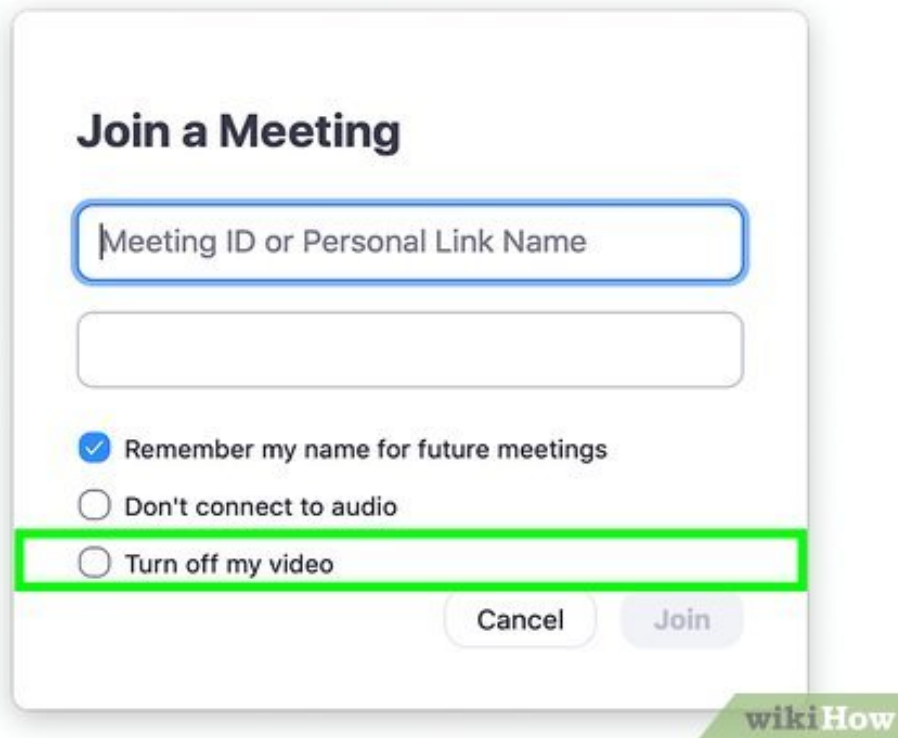 Join a Meeting
Meeting ID or Personal Link Name
Remember my name for future meetings
Don't connect to audio
Turn off my video
Cancel Join
wikiHow